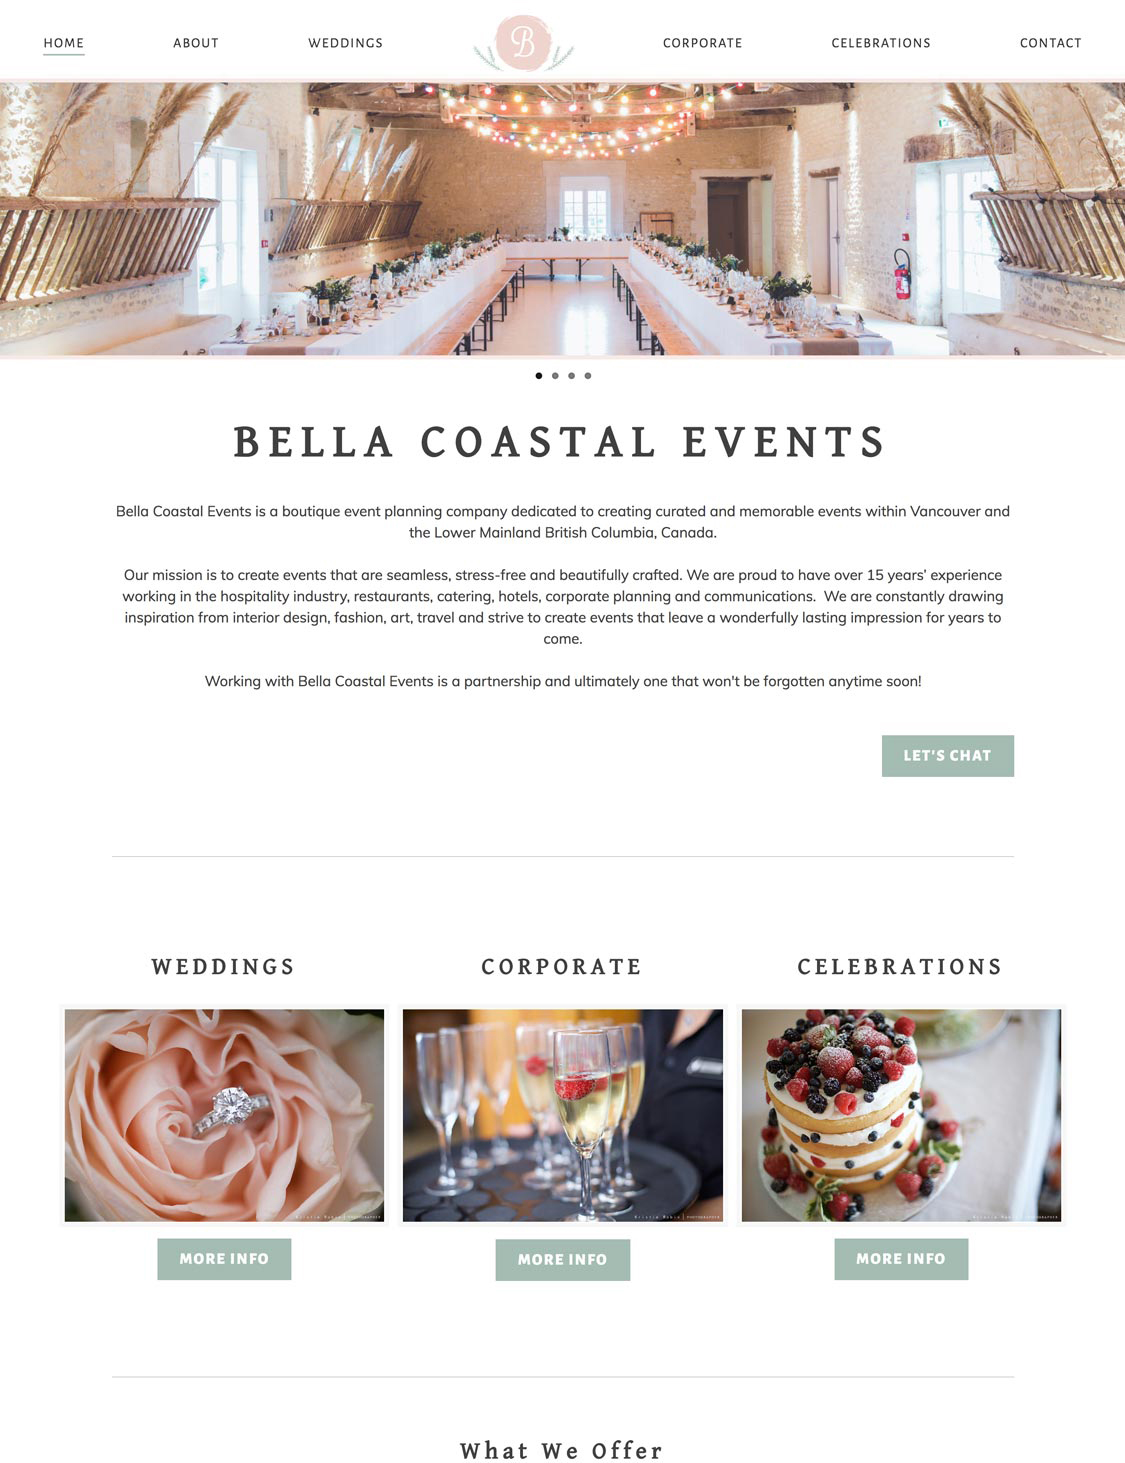 HOME ABOUT WEDDINGS B CORPORATE CELEBRATIONS CONTACT
BELLA COASTAL EVENTS
Bella Coastal Events is a boutique event planning company dedicated to creating curated and memorable events within Vancouver and
the Lower Mainland British Columbia, Canada.
Our mission is to create events that are seamless, stress-free and beautifully crafted. We are proud to have over 15 years' experience
working in the hospitality industry, restaurants, catering, hotels, corporate planning and communications.  We are constantly drawing
inspiration from interior design, fashion, art, travel and strive to create events that leave a wonderfully lasting impression for years to
come.
Working with Bella Coastal Events is a partnership and ultimately one that won't be forgotten anytime soon!
LET'S CHAT
WEDDINGS CORPORATE CELEBRATIONS
MORE INFO MORE INFO MORE INFO
What We Offer